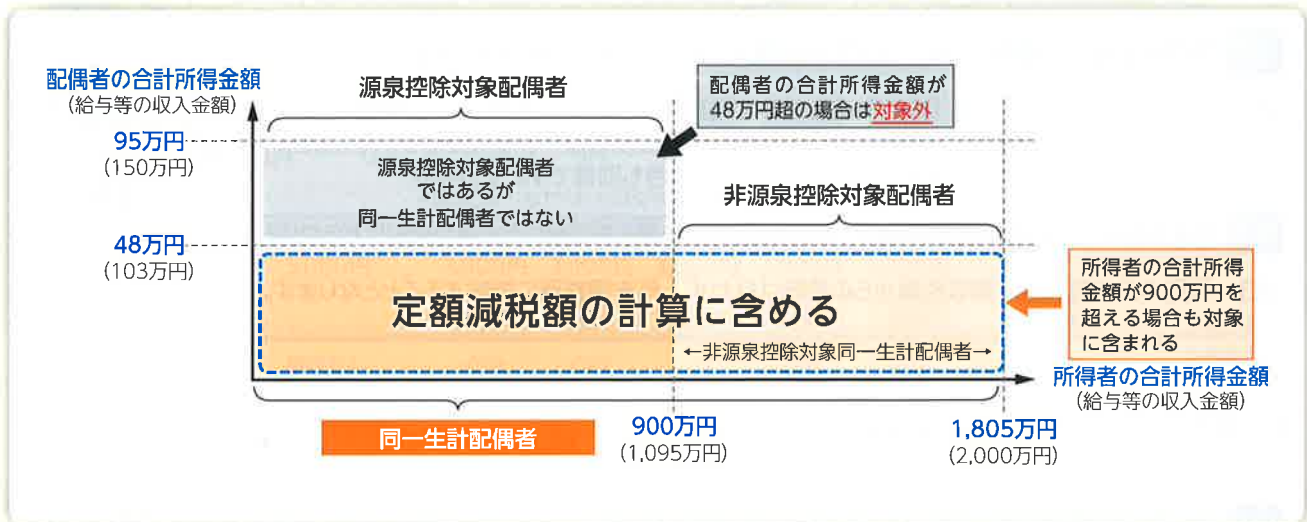 配偶者の合計所得金額
(給与等の収入金額)
源泉控除対象配偶者
配偶者の合計所得金額が
48万円超の場合は対象外
95万円
(150万円)
源泉控除対象配偶者
ではあるが
同一生計配偶者ではない
非源泉控除対象配偶者
48万円
(103万円)
所得者の合計所得
金額が900万円を
超える場合も対象
に含まれる
定額減税額の計算に含める
←非源泉控除対象同一生計配偶者→
所得者の合計所得金額
(給与等の収入金額)
同一生計配偶者
900万円
(1,095万円)
1,805万円
(2,000万円)